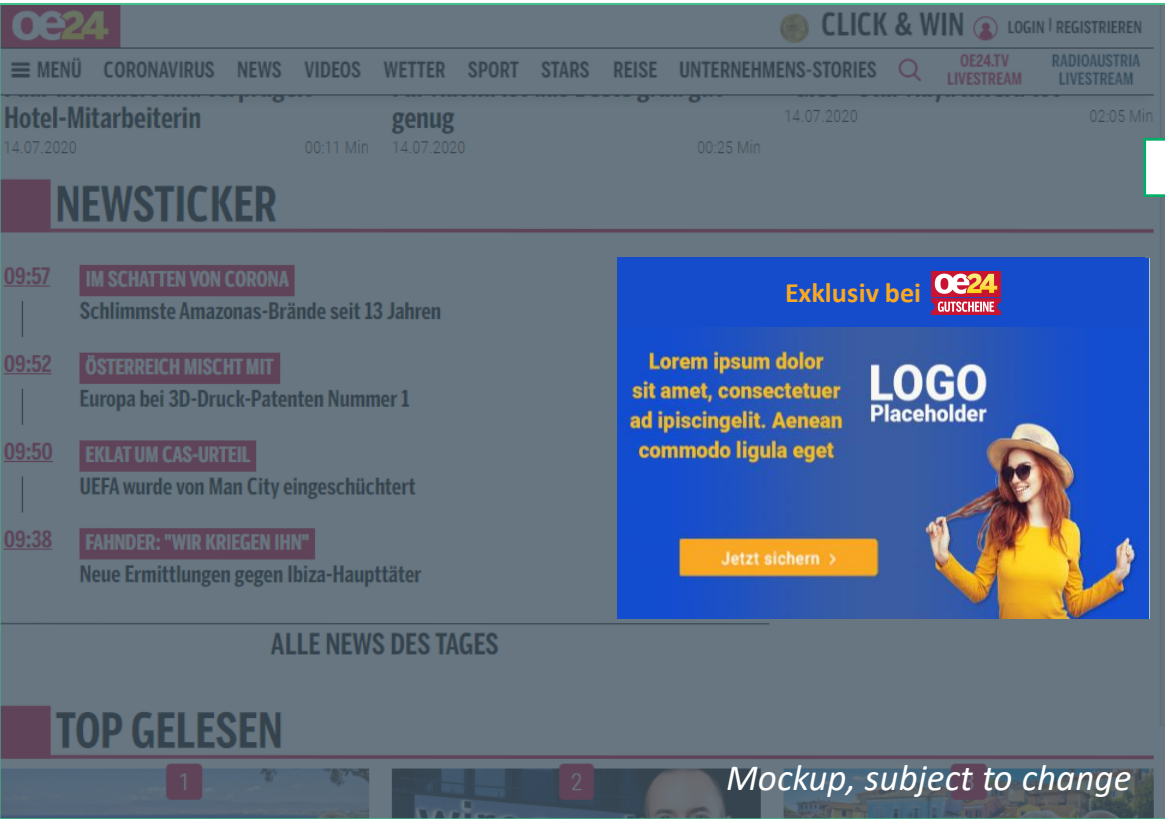 oe24
CLICK & WIN
LOGIN | REGISTRIEREN
MENÜ CORONAVIRUS NEWS VIDEOS WETTER SPORT STARS REISE UNTERNEHMENS-STORIES
OE24.TV
LIVESTREAM
RADIOAUSTRIA
LIVESTREAM
Hotel-Mitarbeiterin
14.07.2020 00:11 Min
genug
14.07.2020 00:25 Min
14.07.2020 02:05 Min
NEWSTICKER
09:57 IM SCHATTEN VON CORONA
Schlimmste Amazonas-Brände seit 13 Jahren
09:52 ÖSTERREICH MISCHT MIT
Europa bei 3D-Druck-Patenten Nummer 1
09:50 EKLAT UM CAS-URTEIL
UEFA wurde von Man City eingeschüchtert
09:38 FAHNDER: "WIR KRIEGEN IHN"
Neue Ermittlungen gegen Ibiza-Haupttäter
ALLE NEWS DES TAGES
Exklusiv bei oe24
GUTSCHEINE
Lorem ipsum dolor
sit amet, consectetuer
ad ipiscingelit. Aenean
commodo ligula eget
LOGO
Placeholder
Jetzt sichern >
TOP GELESEN
1
2
3
Mockup, subject to change